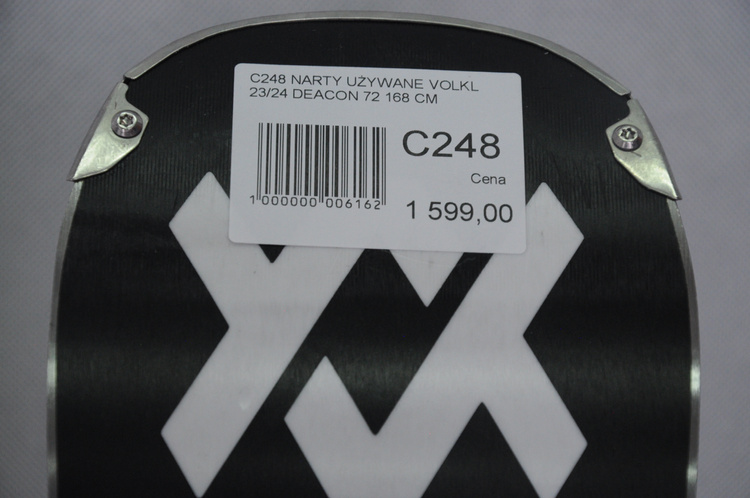 C248 NARTY UŻYWANE VOLKL
23/24 DEACON 72 168 CM
C248
1 000000 006162
Cena
1 599,00